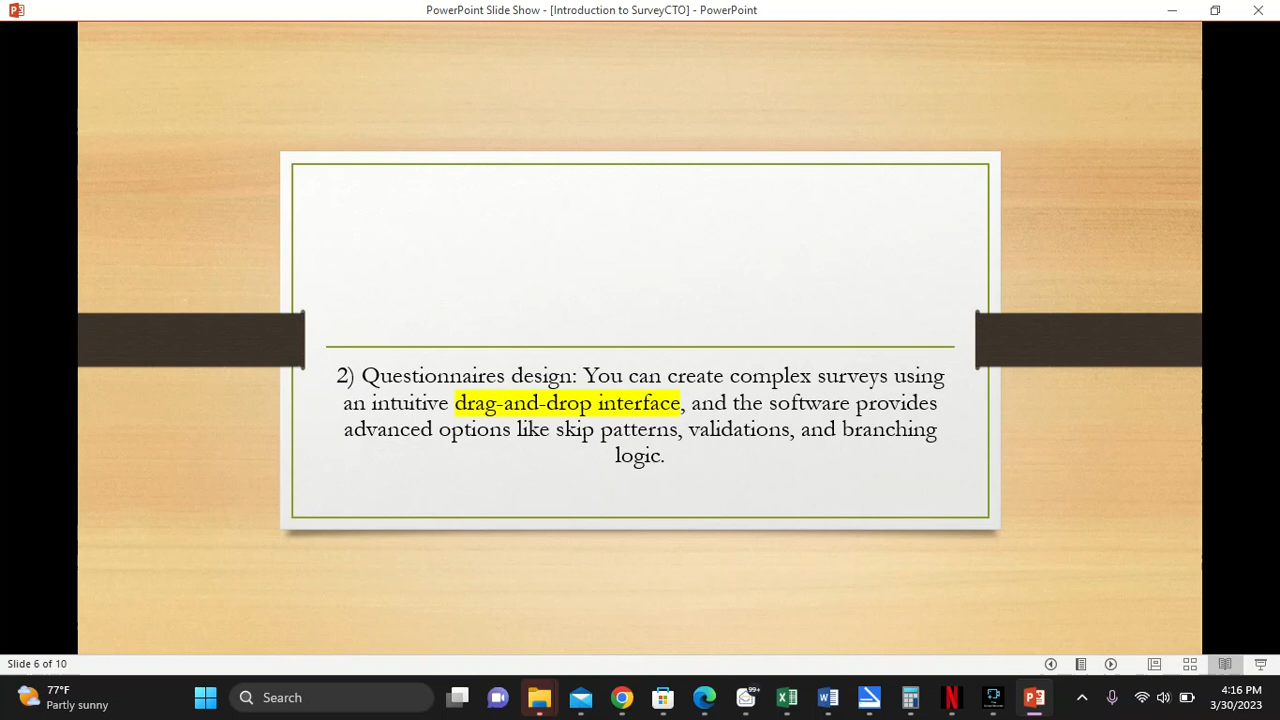 PowerPoint Slide Show - [Introduction to SurveyCTO] - PowerPoint
2) Questionnaires design: You can create complex surveys using
an intuitive drag-and-drop interface, and the software provides
advanced options like skip patterns, validations, and branching
logic.
Slide 6 of 10
77°F
Partly sunny
Search
99+
N
4:16 PM
3/30/2023